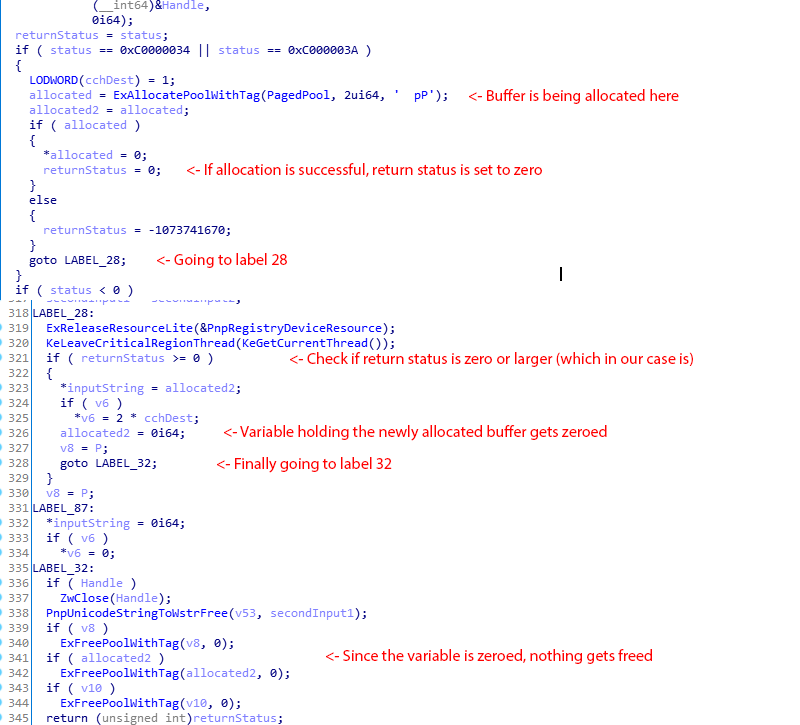 (__int64)&Handle,
0i64);
returnStatus = status;
if ( status == 0xC0000034 || status == 0xC000003A )
{
LODWORD(cchDest) = 1;
allocated = ExAllocatePoolWithTag(PagedPool, 2ui64, '  pP'); <- Buffer is being allocated here
allocated2 = allocated;
if ( allocated )
{
*allocated = 0;
returnStatus = 0; <- If allocation is successful, return status is set to zero
}
else
{
returnStatus = -1073741670;
}
goto LABEL_28; <- Going to label 28
}
if ( status < 0 )
318 LABEL_28:
319 ExReleaseResourceLite(&PnpRegistryDeviceResource);
320 KeLeaveCriticalRegionThread(KeGetCurrentThread());
321 if ( returnStatus >= 0 ) <- Check if return status is zero or larger (which in our case is)
322 {
323 *inputString = allocated2;
324 if ( v6 )
325 *v6 = 2 * cchDest;
326 allocated2 = 0i64; <- Variable holding the newly allocated buffer gets zeroed
327 v8 = P;
328 goto LABEL_32; <- Finally going to label 32
329 }
330 v8 = P;
331 LABEL_87:
332 *inputString = 0i64;
333 if ( v6 )
334 *v6 = 0;
335 LABEL_32:
336 if ( Handle )
337 ZwClose(Handle);
338 PnpUnicodeStringToWstrFree(v53, secondInput1);
339 if ( v8 )
340 ExFreePoolWithTag(v8, 0);
341 if ( allocated2 ) <- Since the variable is zeroed, nothing gets freed
342 ExFreePoolWithTag(allocated2, 0);
343 if ( v10 )
344 ExFreePoolWithTag(v10, 0);
345 return (unsigned int)returnStatus;